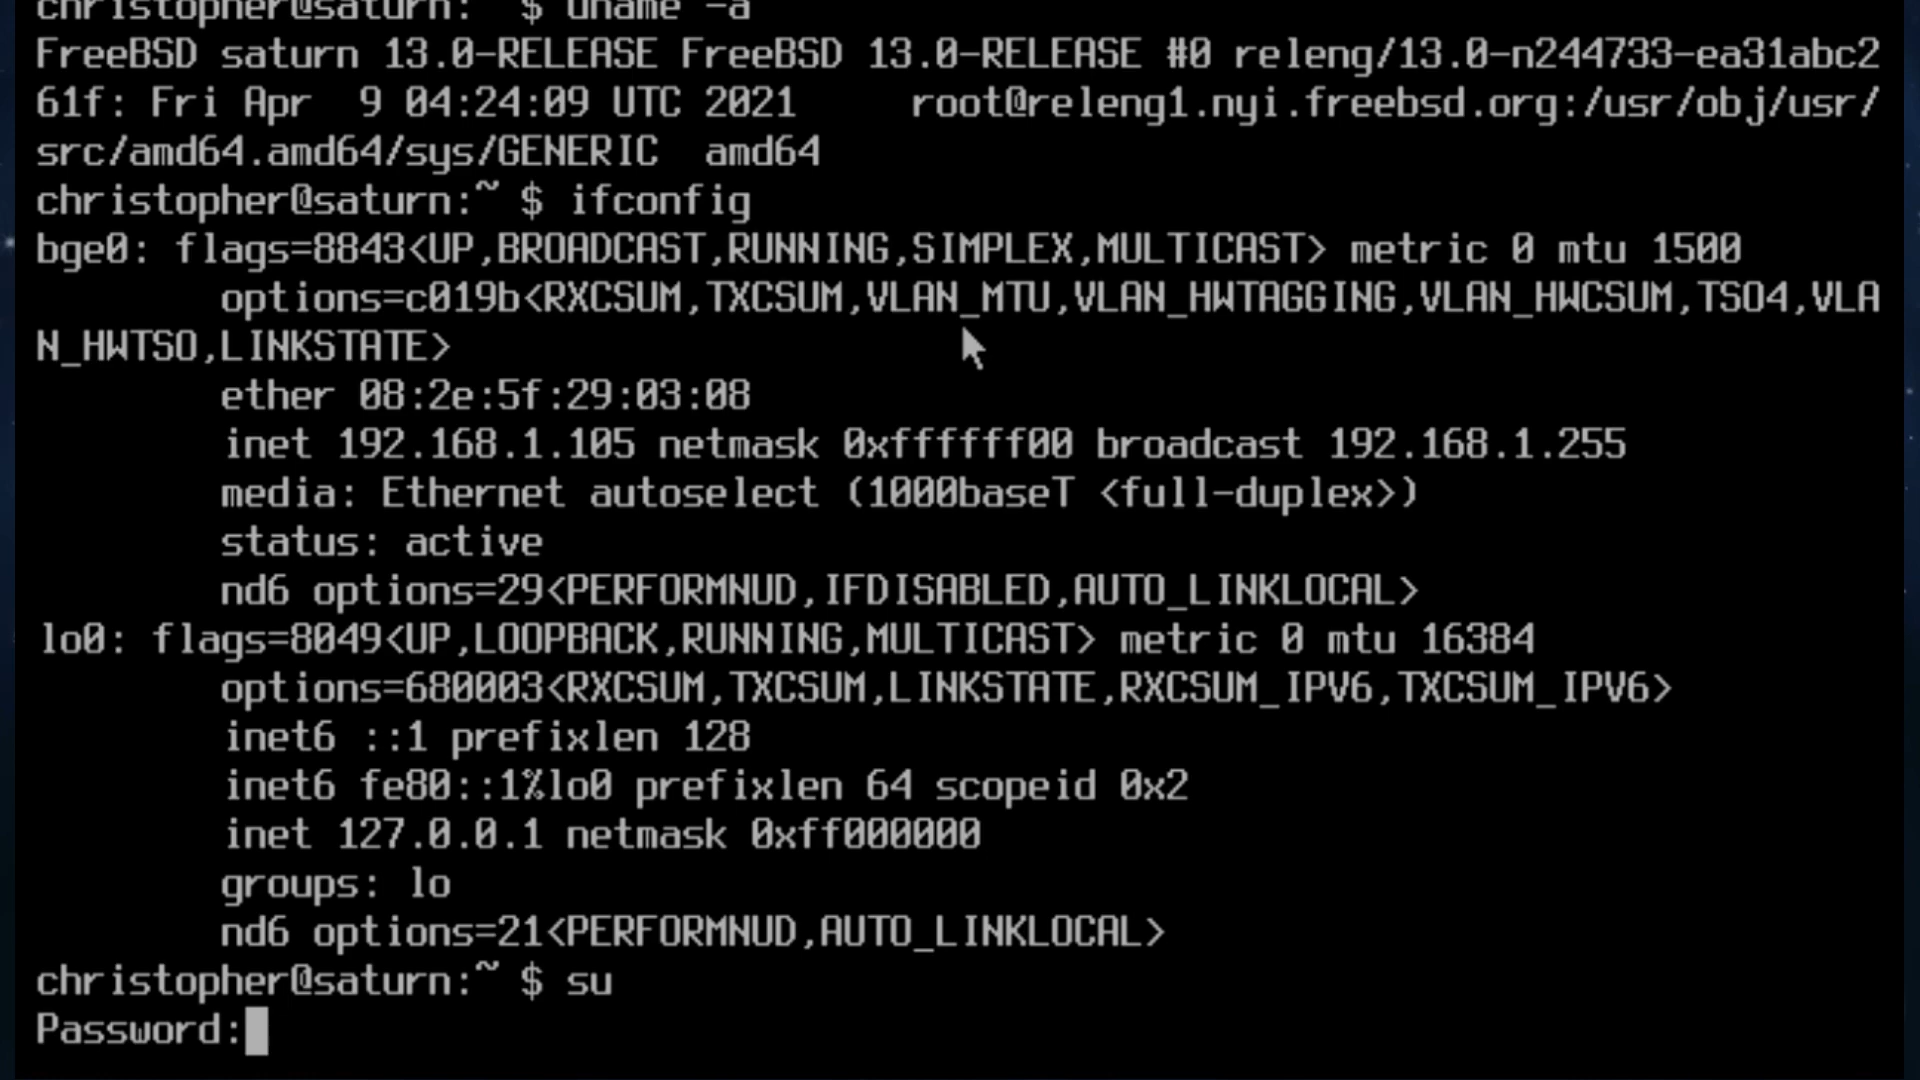 christopher@saturn:~ $ uname -a
FreeBSD saturn 13.0-RELEASE FreeBSD 13.0-RELEASE #0 releng/13.0-n244733-ea31abc2
61f: Fri Apr  9 04:24:09 UTC 2021     root@releng1.nyi.freebsd.org:/usr/obj/usr/
src/amd64.amd64/sys/GENERIC  amd64
christopher@saturn:~ $ ifconfig
bge0: flags=8843<UP,BROADCAST,RUNNING,SIMPLEX,MULTICAST> metric 0 mtu 1500
        options=c019b<RXCSUM,TXCSUM,VLAN_MTU,VLAN_HWTAGGING,VLAN_HWCSUM,TSO4,VLA
N_HWTSO,LINKSTATE>
        ether 08:2e:5f:29:03:08
        inet 192.168.1.105 netmask 0xffffff00 broadcast 192.168.1.255
        media: Ethernet autoselect (1000baseT <full-duplex>)
        status: active
        nd6 options=29<PERFORMNUD,IFDISABLED,AUTO_LINKLOCAL>
lo0: flags=8049<UP,LOOPBACK,RUNNING,MULTICAST> metric 0 mtu 16384
        options=680003<RXCSUM,TXCSUM,LINKSTATE,RXCSUM_IPV6,TXCSUM_IPV6>
        inet6 ::1 prefixlen 128
        inet6 fe80::1%lo0 prefixlen 64 scopeid 0x2
        inet 127.0.0.1 netmask 0xff000000
        groups: lo
        nd6 options=21<PERFORMNUD,AUTO_LINKLOCAL>
christopher@saturn:~ $ su
Password: